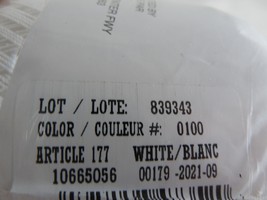 LOT / LOTE: 839343
COLOR / COULEUR #: 0100
ARTICLE 177 WHITE/BLANC
10665056 00179 -2021-09